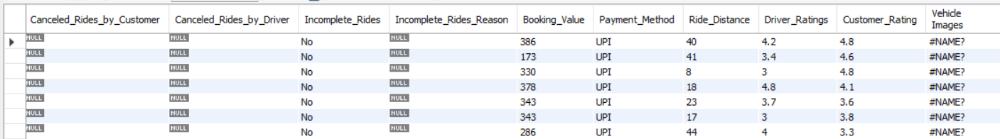 Canceled_Rides_by_Customer Canceled_Rides_by_Driver Incomplete_Rides Incomplete_Rides_Reason Booking_Value Payment_Method Ride_Distance Driver_Ratings Customer_Rating Vehicle Images
NULL NULL No NULL 386 UPI 40 4.2 4.8 #NAME?
NULL NULL No NULL 173 UPI 41 3.4 4.6 #NAME?
NULL NULL No NULL 330 UPI 8 3 4.8 #NAME?
NULL NULL No NULL 378 UPI 18 4.8 4.1 #NAME?
NULL NULL No NULL 343 UPI 23 3.7 3.6 #NAME?
NULL NULL No NULL 343 UPI 17 3 3.8 #NAME?
NULL NULL No NULL 286 UPI 44 4 3.3 #NAME?